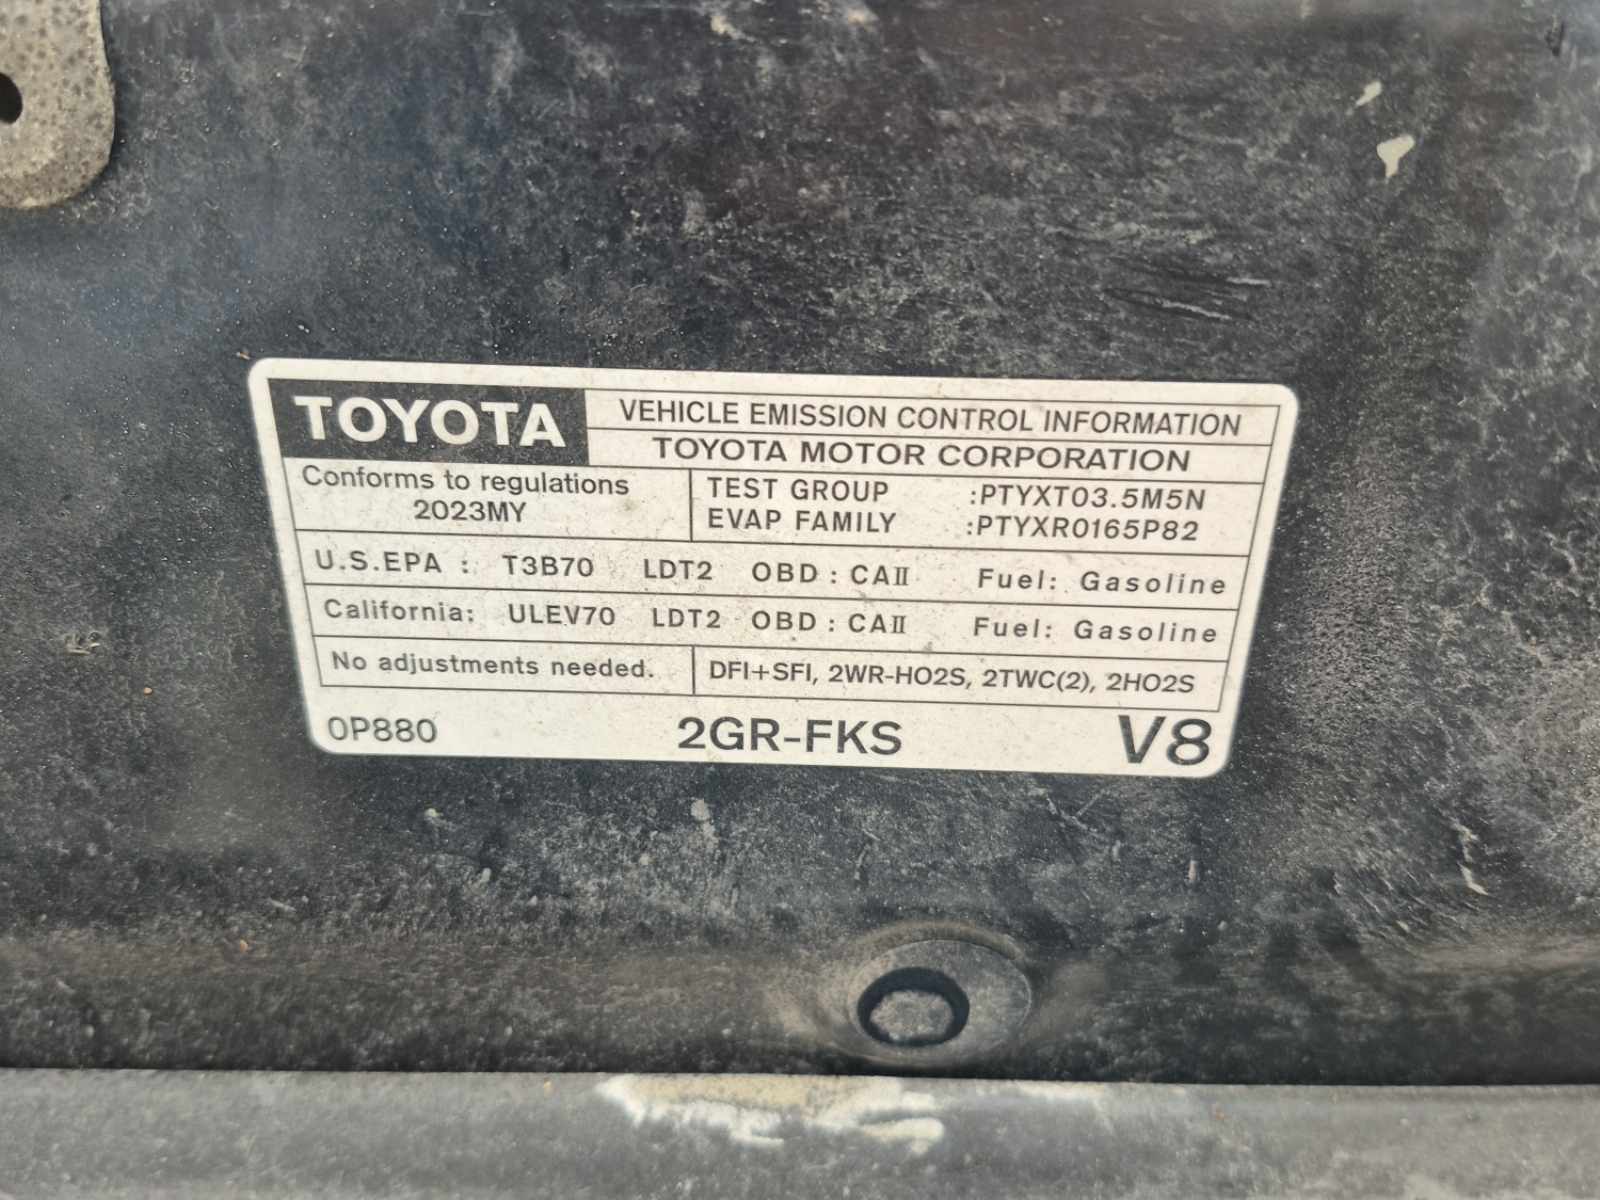 TOYOTA
VEHICLE EMISSION CONTROL INFORMATION
TOYOTA MOTOR CORPORATION
Conforms to regulations
2023MY
TEST GROUP :PTYXT03.5M5N
EVAP FAMILY :PTYXR0165P82
U.S.EPA : T3B70 LDT2 OBD : CAⅡ Fuel: Gasoline
California: ULEV70 LDT2 OBD : CAⅡ Fuel: Gasoline
No adjustments needed.
DFI+SFI, 2WR-HO2S, 2TWC(2), 2HO2S
0P880 2GR-FKS V8